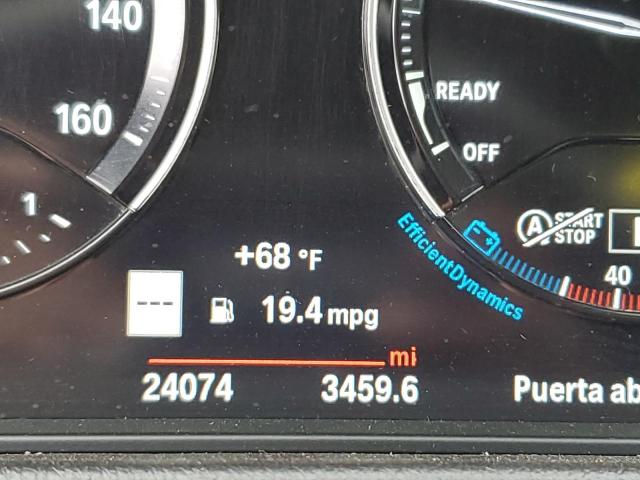 140
160
1
READY
OFF
A START STOP
EfficientDynamics
40
+68 °F
---
19.4 mpg
mi
24074 3459.6 Puerta ab